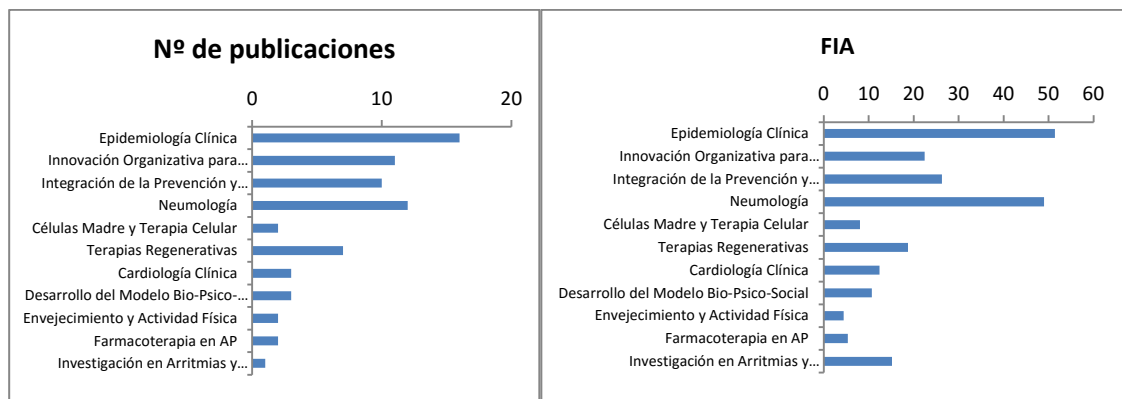 Nº de publicaciones
0 10 20
Epidemiología Clínica
Innovación Organizativa para…
Integración de la Prevención y…
Neumología
Células Madre y Terapia Celular
Terapias Regenerativas
Cardiología Clínica
Desarrollo del Modelo Bio-Psico-…
Envejecimiento y Actividad Física
Farmacoterapia en AP
Investigación en Arritmias y…
FIA
0 10 20 30 40 50 60
Epidemiología Clínica
Innovación Organizativa para…
Integración de la Prevención y…
Neumología
Células Madre y Terapia Celular
Terapias Regenerativas
Cardiología Clínica
Desarrollo del Modelo Bio-Psico-Social
Envejecimiento y Actividad Física
Farmacoterapia en AP
Investigación en Arritmias y…